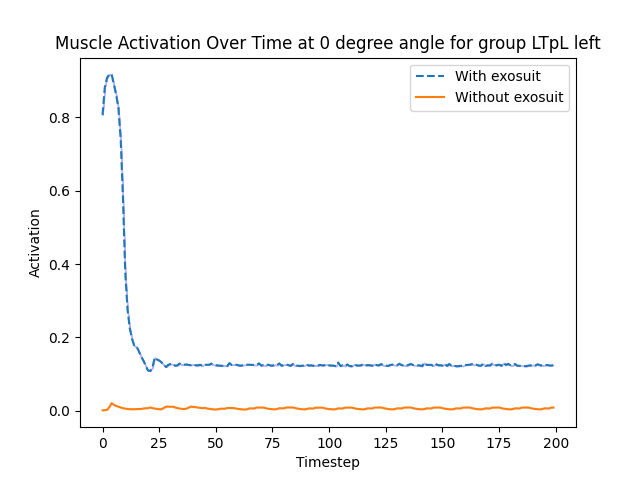 Muscle Activation Over Time at 0 degree angle for group LTpL left
With exosuit
Without exosuit
Activation
0.8
0.6
0.4
0.2
0.0
0 25 50 75 100 125 150 175 200
Timestep